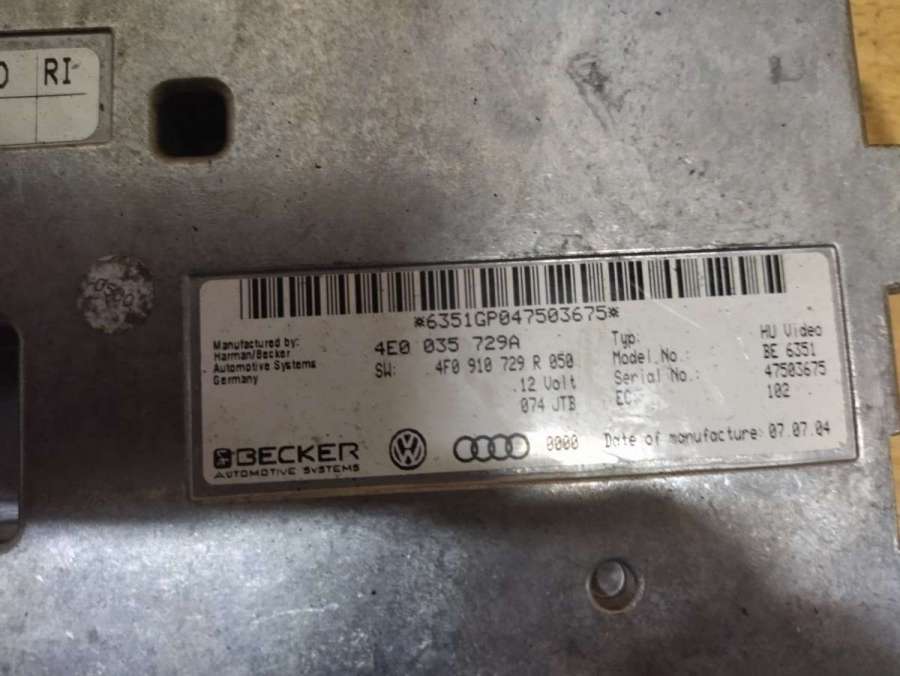 RI
*6351GP047503675*
Manufactured by:
Harman/Becker
Automotive Systems
Germany
4E0 035 729A
SW: 4F0 910 729 R 050
.12 Volt
074 JTB
Typ: HU Video
Model.No.: BE 6351
Serial No.: 47503675
EC: 102
BECKER
AUTOMOTIVE SYSTEMS
0000
Date of manufacture: 07.07.04